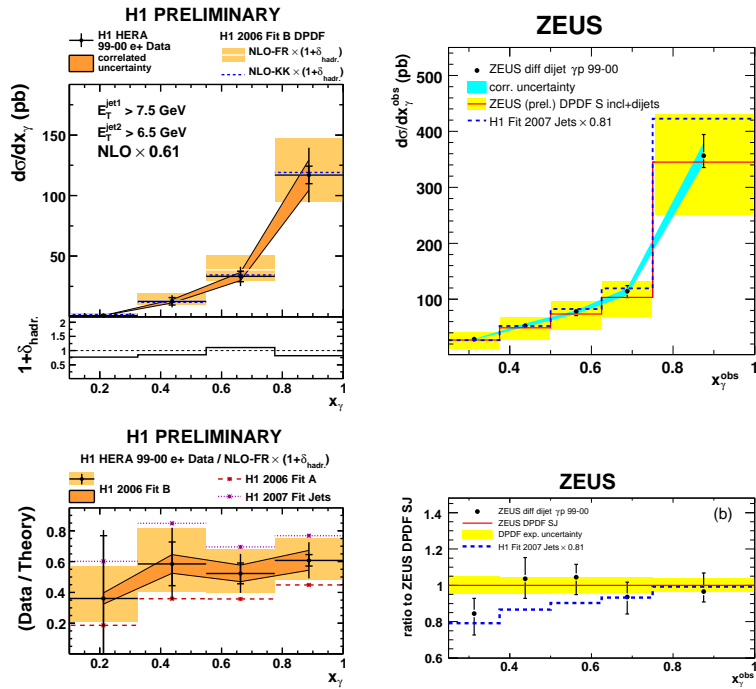 H1 PRELIMINARY
H1 HERA
99-00 e+ Data
correlated
uncertainty
H1 2006 Fit B DPDF
NLO-FR × (1+δhadr.)
NLO-KK × (1+δhadr.)
dσ/dxγ (pb)
E_T^jet1 > 7.5 GeV
E_T^jet2 > 6.5 GeV
NLO × 0.61
150
125
100
75
50
25
1+δhadr.
2
1.5
1
0.5
0.2 0.4 0.6 0.8 1
xγ
ZEUS
dσ/dxγ^obs (pb)
ZEUS diff dijet γp 99-00
corr. uncertainty
ZEUS (prel.) DPDF S incl+dijets
H1 Fit 2007 Jets × 0.81
500
400
300
200
100
0.4 0.6 0.8 1
xγ^obs
H1 PRELIMINARY
H1 HERA 99-00 e+ Data / NLO-FR × (1+δhadr.)
H1 2006 Fit B
H1 2006 Fit A
H1 2007 Fit Jets
(Data / Theory)
0.8
0.6
0.4
0.2
0.2 0.4 0.6 0.8 1
xγ
ZEUS
ratio to ZEUS DPDF SJ
ZEUS diff dijet γp 99-00
ZEUS DPDF SJ
DPDF exp. uncertainty
H1 Fit 2007 Jets × 0.81
(b)
1.4
1.2
1
0.8
0.6
0.4 0.6 0.8 1
xγ^obs